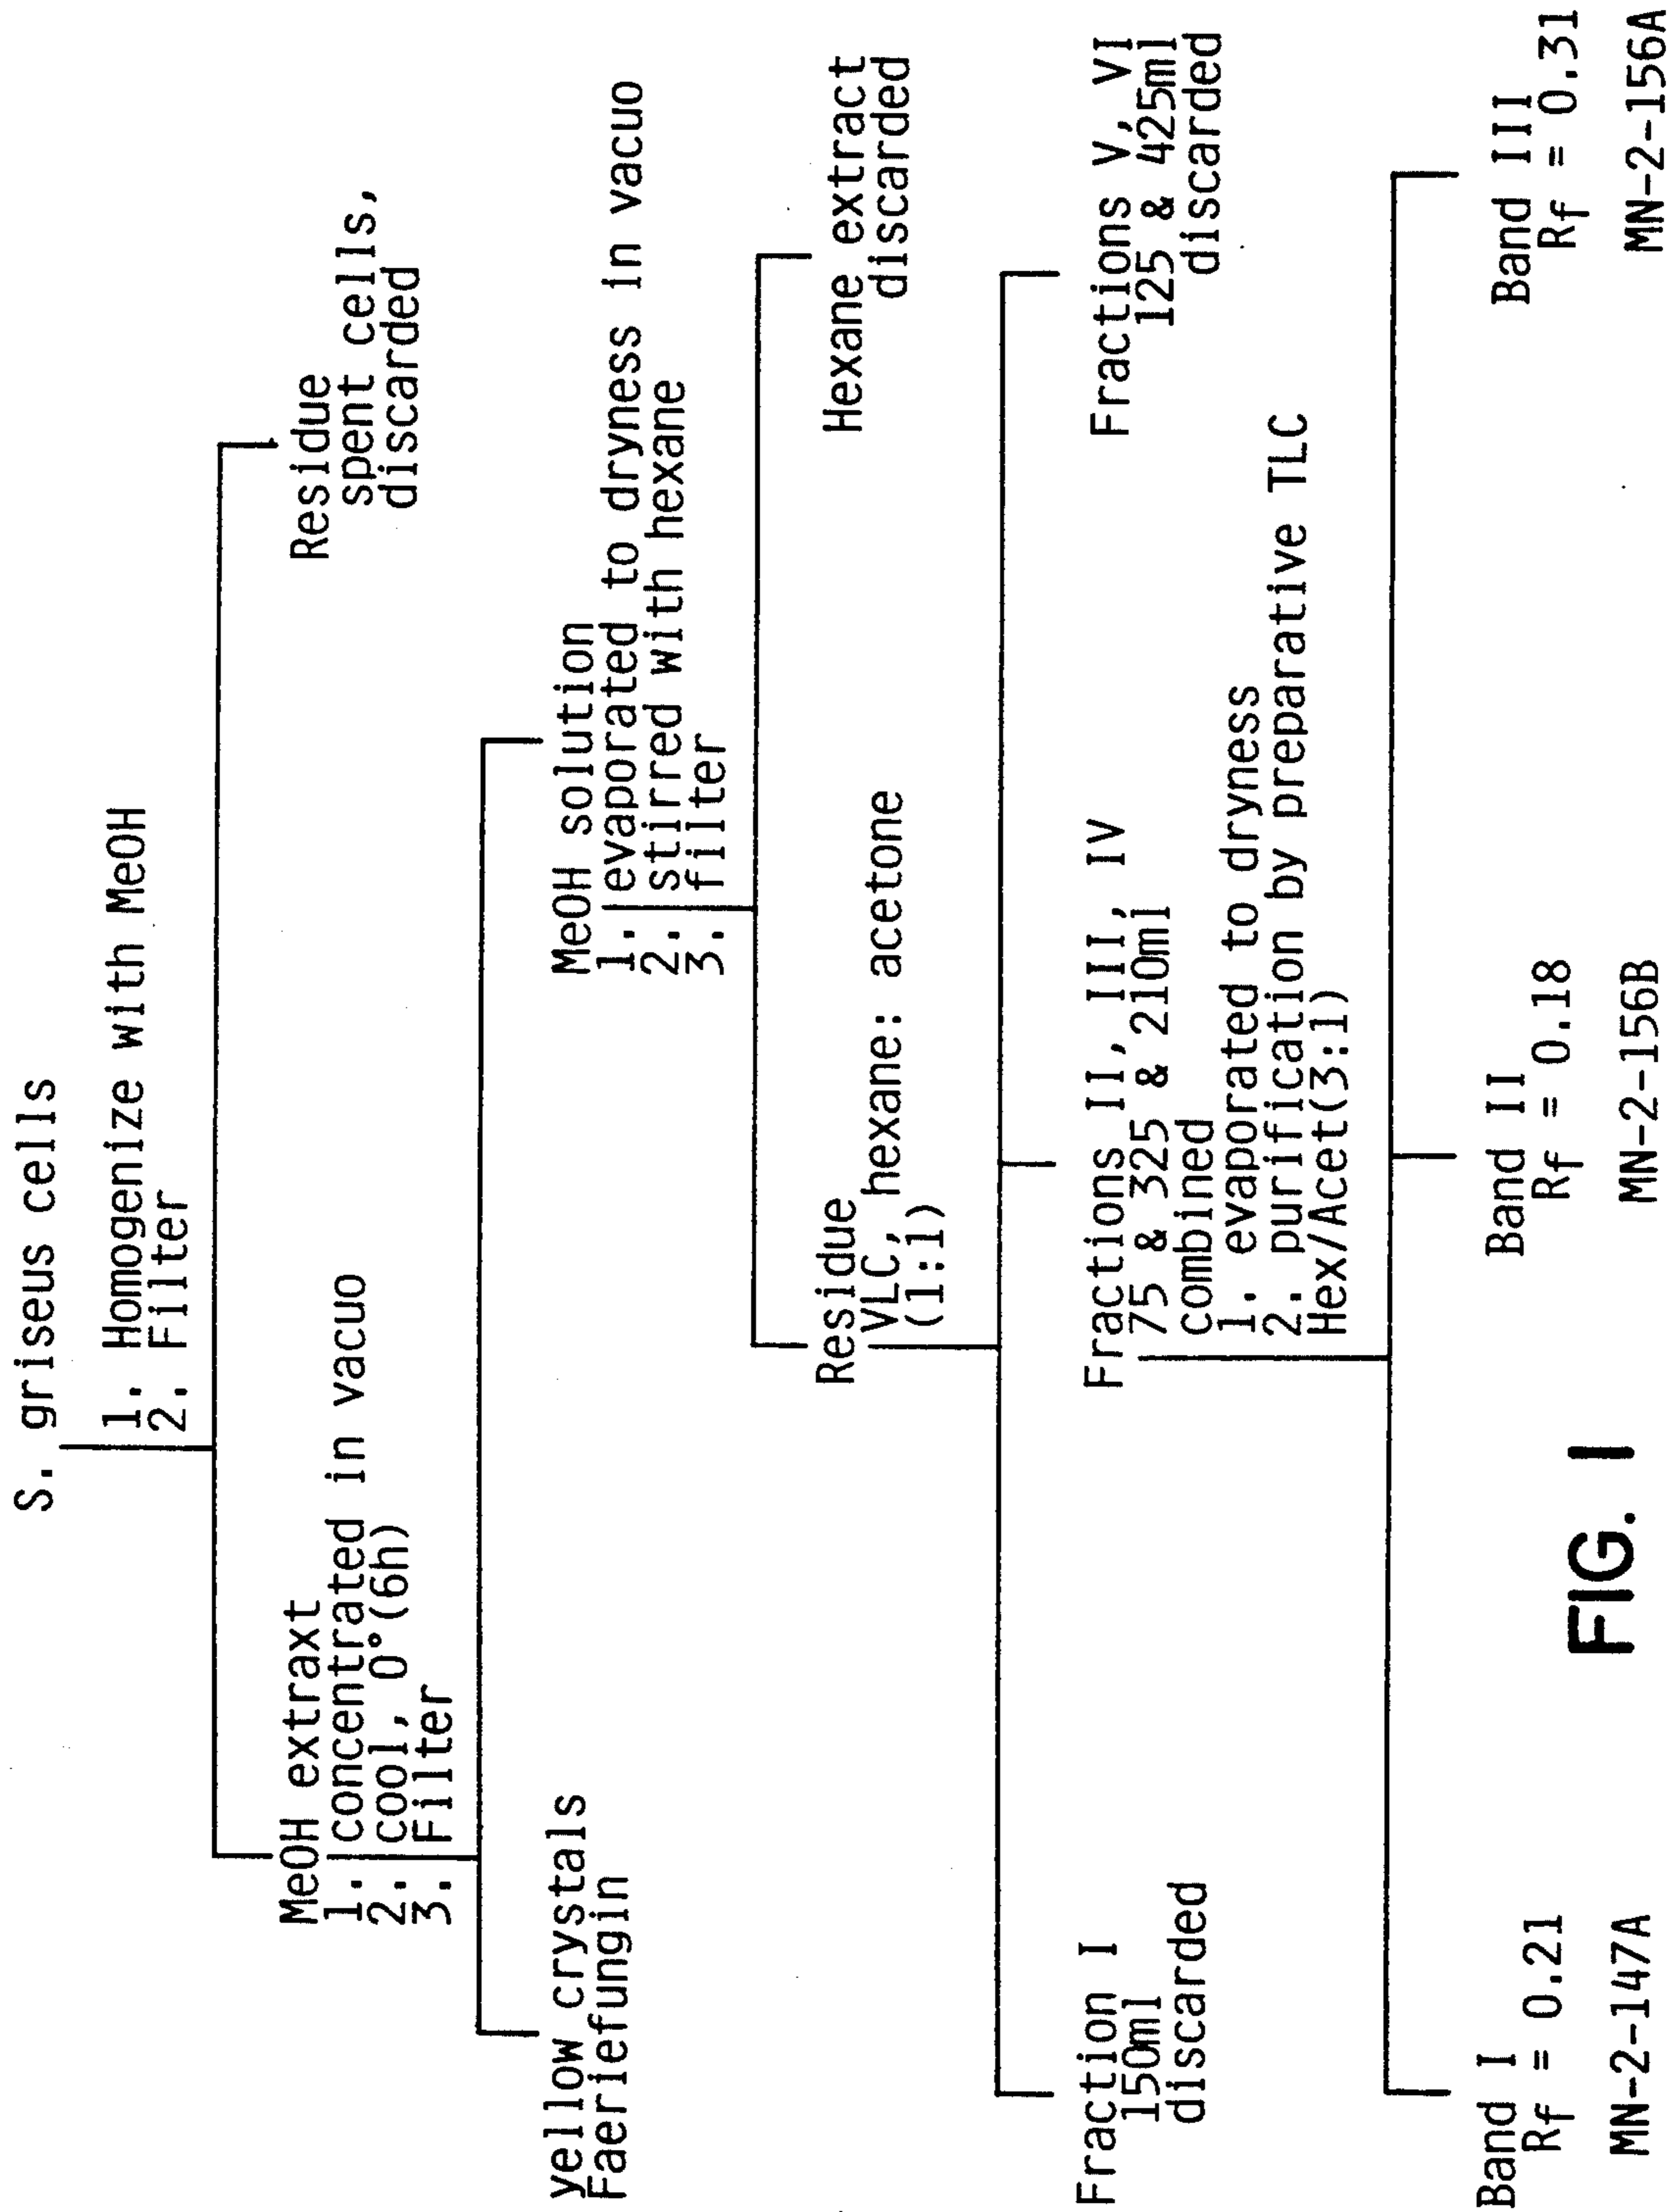 S. griseus cells
1. Homogenize with MeOH
2. Filter
MeOH extraxt
1. concentrated in vacuo
2. cool, 0°(6h)
3. Filter
Residue
spent cells,
discarded
yellow crystals
Faeriefungin
MeOH solution
1. evaporated to dryness in vacuo
2. stirred with hexane
3. filter
Residue
VLC, hexane: acetone
(1:1)
Hexane extract
discarded
Fraction I
150ml
discarded
Fractions II, III, IV
75 & 325 & 210ml
combined
1. evaporated to dryness
2. purification by preparative TLC
Hex/Acet(3:1)
Fractions V, VI
125 & 425ml
discarded
Band I
Rf = 0.21
MN-2-147A
Band II
Rf = 0.18
MN-2-156B
Band III
Rf = 0.31
MN-2-156A
FIG. 1